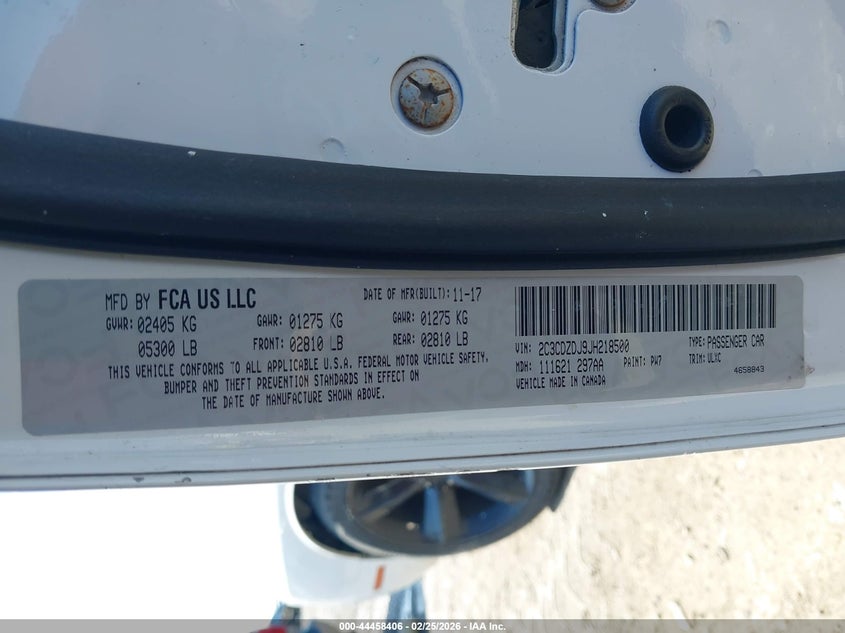 MFD BY FCA US LLC DATE OF MFR(BUILT): 11-17
GVWR: 02405 KG GAWR: 01275 KG GAWR: 01275 KG
05300 LB FRONT: 02810 LB REAR: 02810 LB
THIS VEHICLE CONFORMS TO ALL APPLICABLE U.S.A. FEDERAL MOTOR VEHICLE SAFETY.
BUMPER AND THEFT PREVENTION STANDARDS IN EFFECT ON
THE DATE OF MANUFACTURE SHOWN ABOVE.
VIN: 2C3CDZDJ9JH218500 TYPE: PASSENGER CAR
MDH: 111621 297AA PAINT: PW7 TRIM: ULXC
VEHICLE MADE IN CANADA 4658843
000-44458406 - 02/25/2026 - IAA Inc.